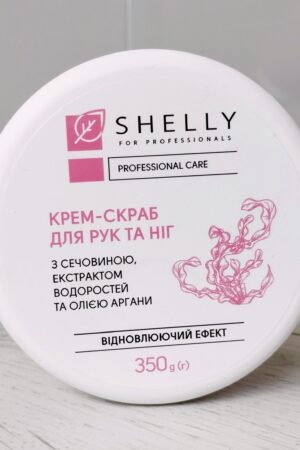 SHELLY
FOR PROFESSIONALS
PROFESSIONAL CARE
КРЕМ-СКРАБ
ДЛЯ РУК ТА НІГ
З СЕЧОВИНОЮ,
ЕКСТРАКТОМ
ВОДОРОСТЕЙ
ТА ОЛІЄЮ АРГАНИ
ВІДНОВЛЮЮЧИЙ ЕФЕКТ
350 g (г)